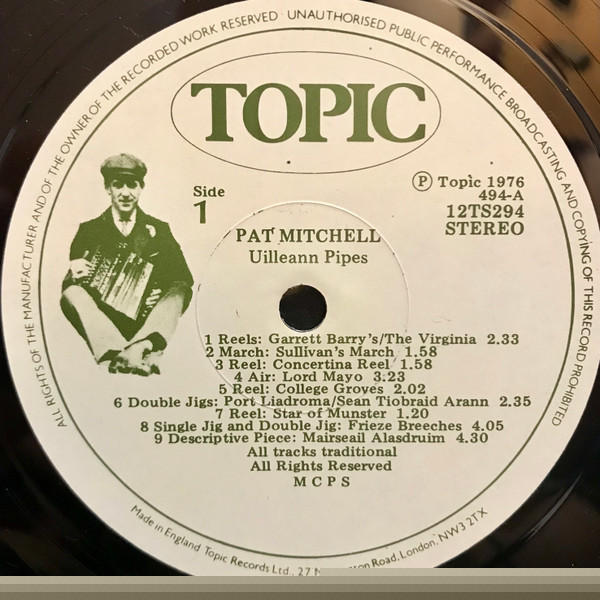 ALL RIGHTS OF THE MANUFACTURER AND OF THE OWNER OF THE RECORDED WORK RESERVED · UNAUTHORISED PUBLIC PERFORMANCE BROADCASTING AND COPYING OF THIS RECORD PROHIBITED
TOPIC
Side
1
Ⓟ Topic 1976
494-A
12TS294
STEREO
PAT MITCHELL
Uilleann Pipes
1 Reels: Garrett Barry's/The Virginia 2.33
2 March: Sullivan's March 1.58
3 Reel: Concertina Reel 1.58
4 Air: Lord Mayo 3:23
5 Reel: College Groves 2.02
6 Double Jigs: Port Liadroma/Sean Tiobraid Arann 2.35
7 Reel: Star of Munster 1.20
8 Single Jig and Double Jig: Frieze Breeches 4.05
9 Descriptive Piece: Mairseail Alasdruim 4.30
All tracks traditional
All Rights Reserved
M C P S
Made in England Topic Records Ltd., 27 Road, London, NW3 2TX